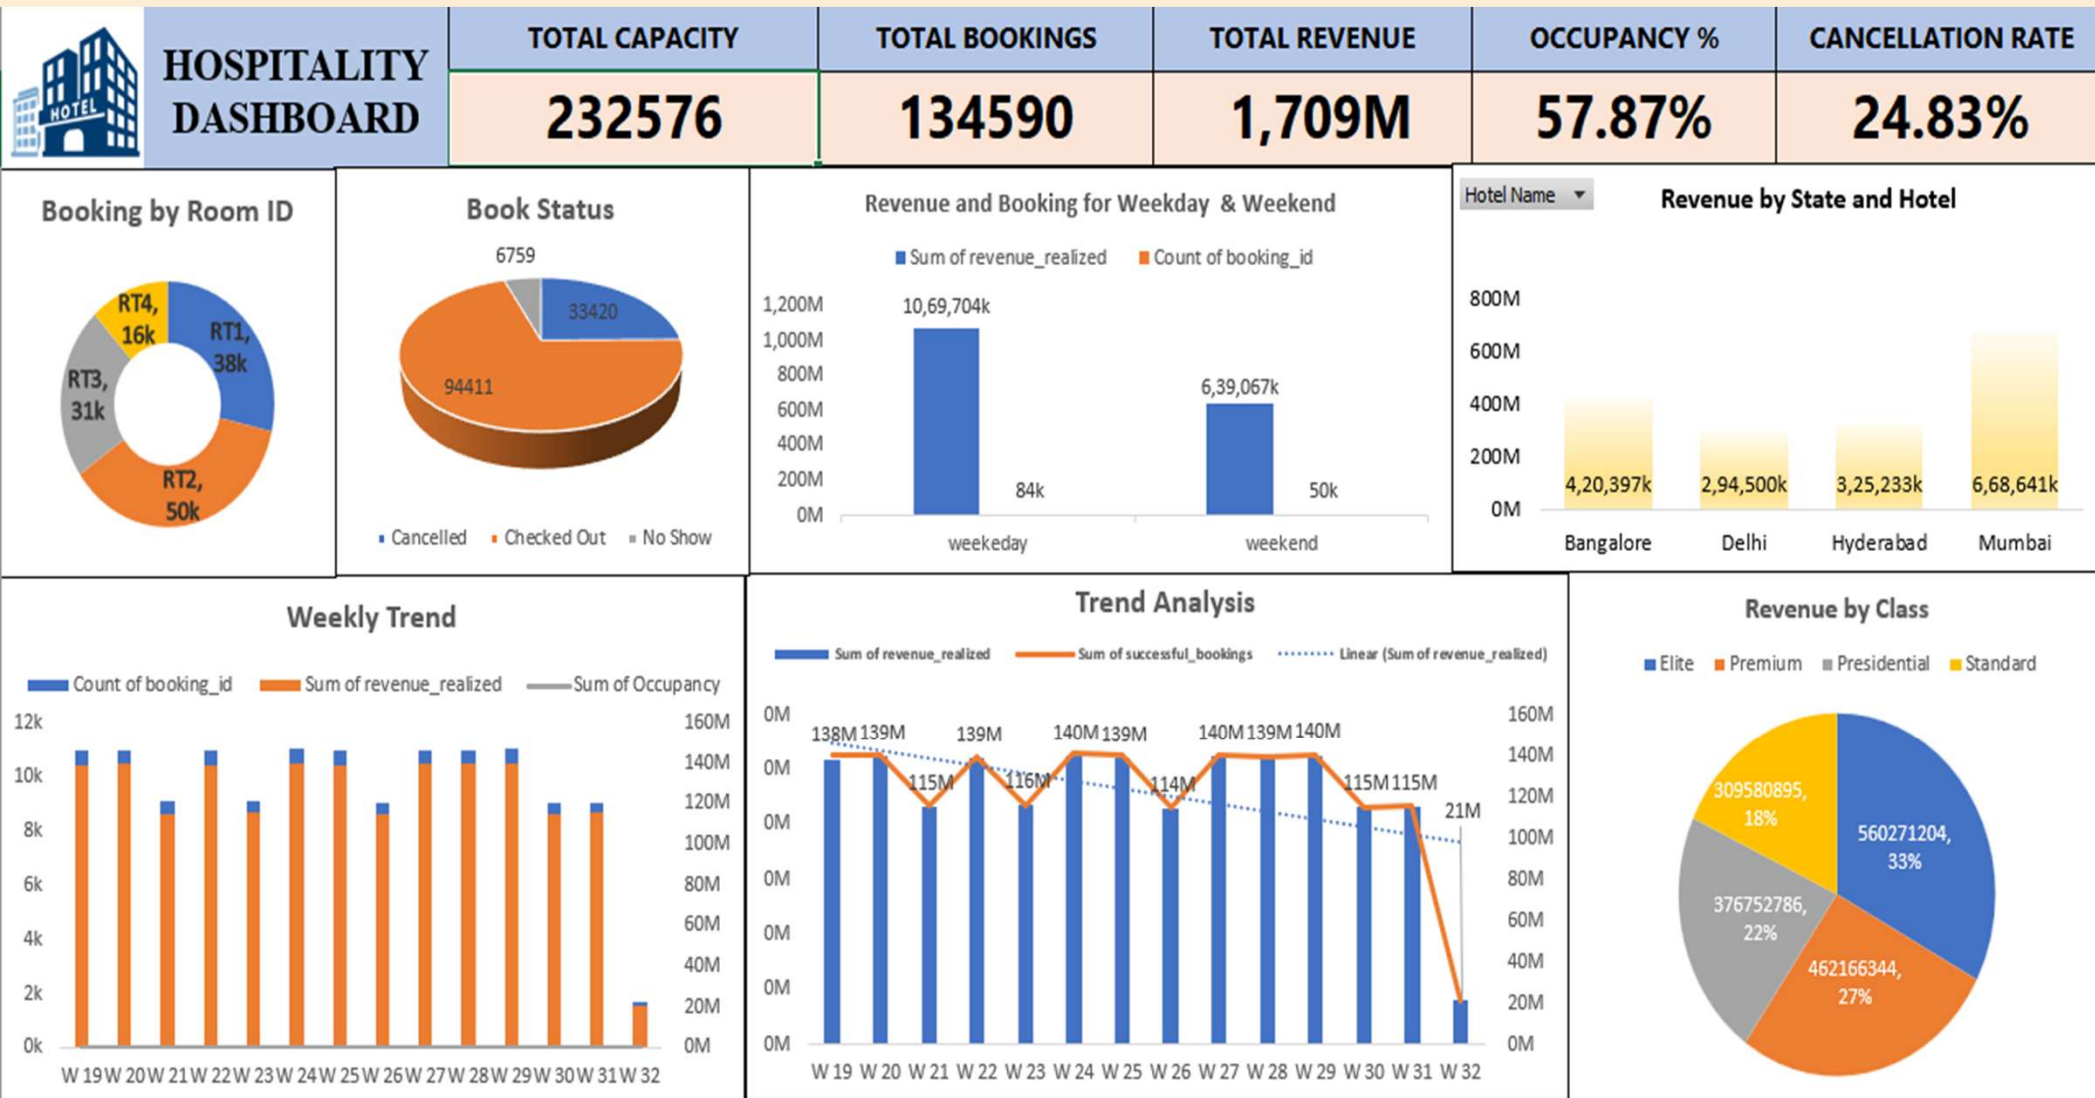 HOTEL
HOSPITALITY
DASHBOARD
TOTAL CAPACITY
232576
TOTAL BOOKINGS
134590
TOTAL REVENUE
1,709M
OCCUPANCY %
57.87%
CANCELLATION RATE
24.83%
Booking by Room ID
RT4,
16k
RT1,
38k
RT3,
31k
RT2,
50k
Book Status
6759
33420
94411
Cancelled
Checked Out
No Show
Revenue and Booking for Weekday & Weekend
Sum of revenue_realized
Count of booking_id
1,200M
1,000M
800M
600M
400M
200M
0M
10,69,704k
84k
6,39,067k
50k
weekeday
weekend
Hotel Name
Revenue by State and Hotel
800M
600M
400M
200M
0M
4,20,397k
2,94,500k
3,25,233k
6,68,641k
Bangalore
Delhi
Hyderabad
Mumbai
Weekly Trend
Count of booking_id
Sum of revenue_realized
Sum of Occupancy
12k
10k
8k
6k
4k
2k
0k
160M
140M
120M
100M
80M
60M
40M
20M
0M
W 19 W 20 W 21 W 22 W 23 W 24 W 25 W 26 W 27 W 28 W 29 W 30 W 31 W 32
Trend Analysis
Sum of revenue_realized
Sum of successful_bookings
Linear (Sum of revenue_realized)
0M
0M
0M
0M
0M
0M
0M
138M 139M
115M
139M
116M
140M 139M
114M
140M 139M 140M
115M 115M
21M
160M
140M
120M
100M
80M
60M
40M
20M
0M
W 19 W 20 W 21 W 22 W 23 W 24 W 25 W 26 W 27 W 28 W 29 W 30 W 31 W 32
Revenue by Class
Elite
Premium
Presidential
Standard
309580895,
18%
560271204,
33%
376752786,
22%
462166344,
27%